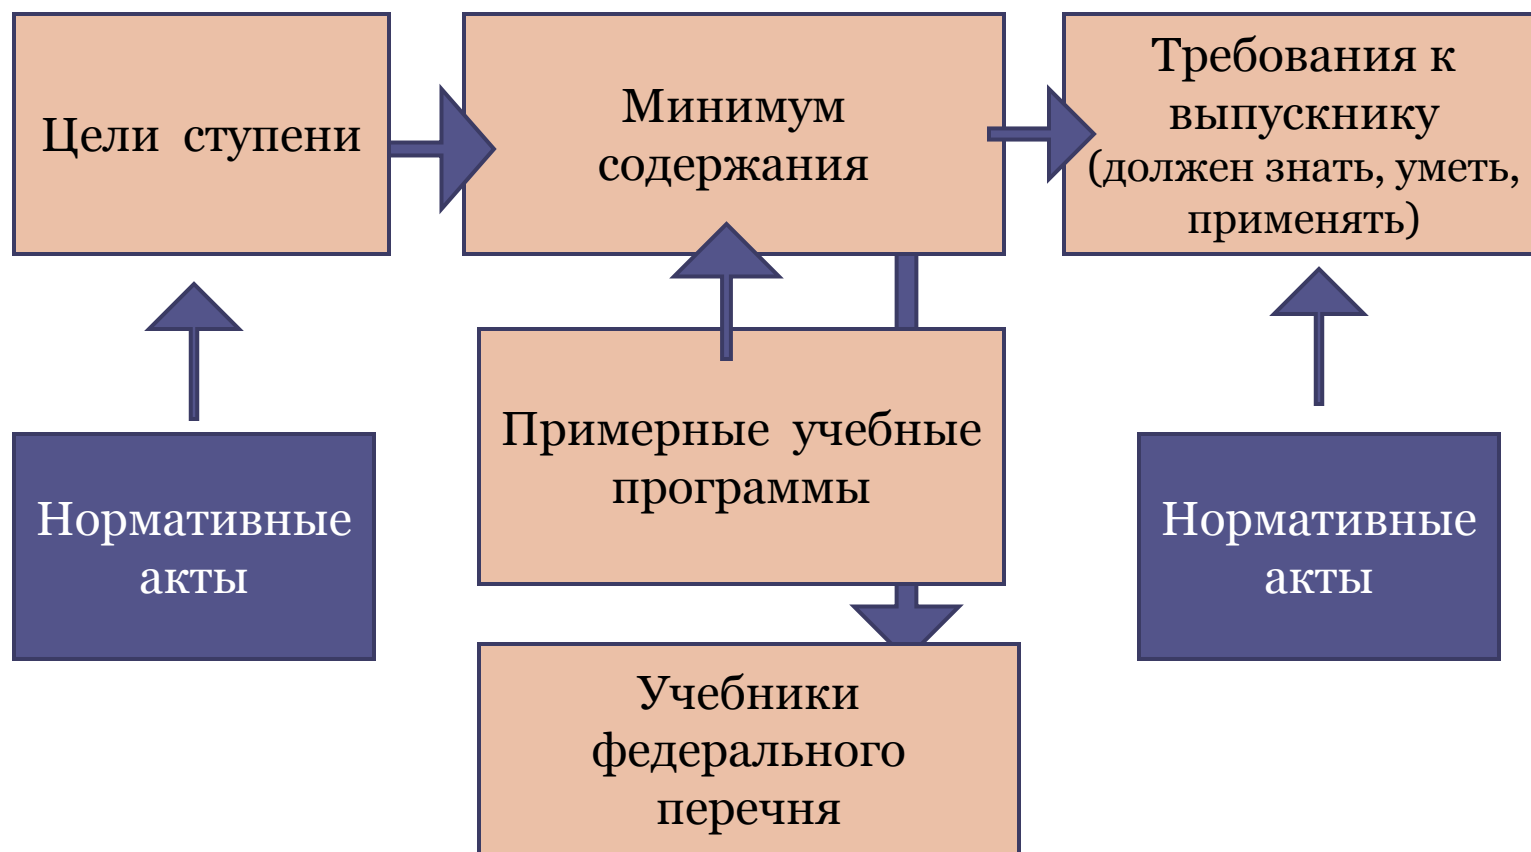 Цели ступени
Минимум
содержания
Требования к
выпускнику
(должен знать, уметь,
применять)
Нормативные
акты
Примерные учебные
программы
Нормативные
акты
Учебники
федерального
перечня